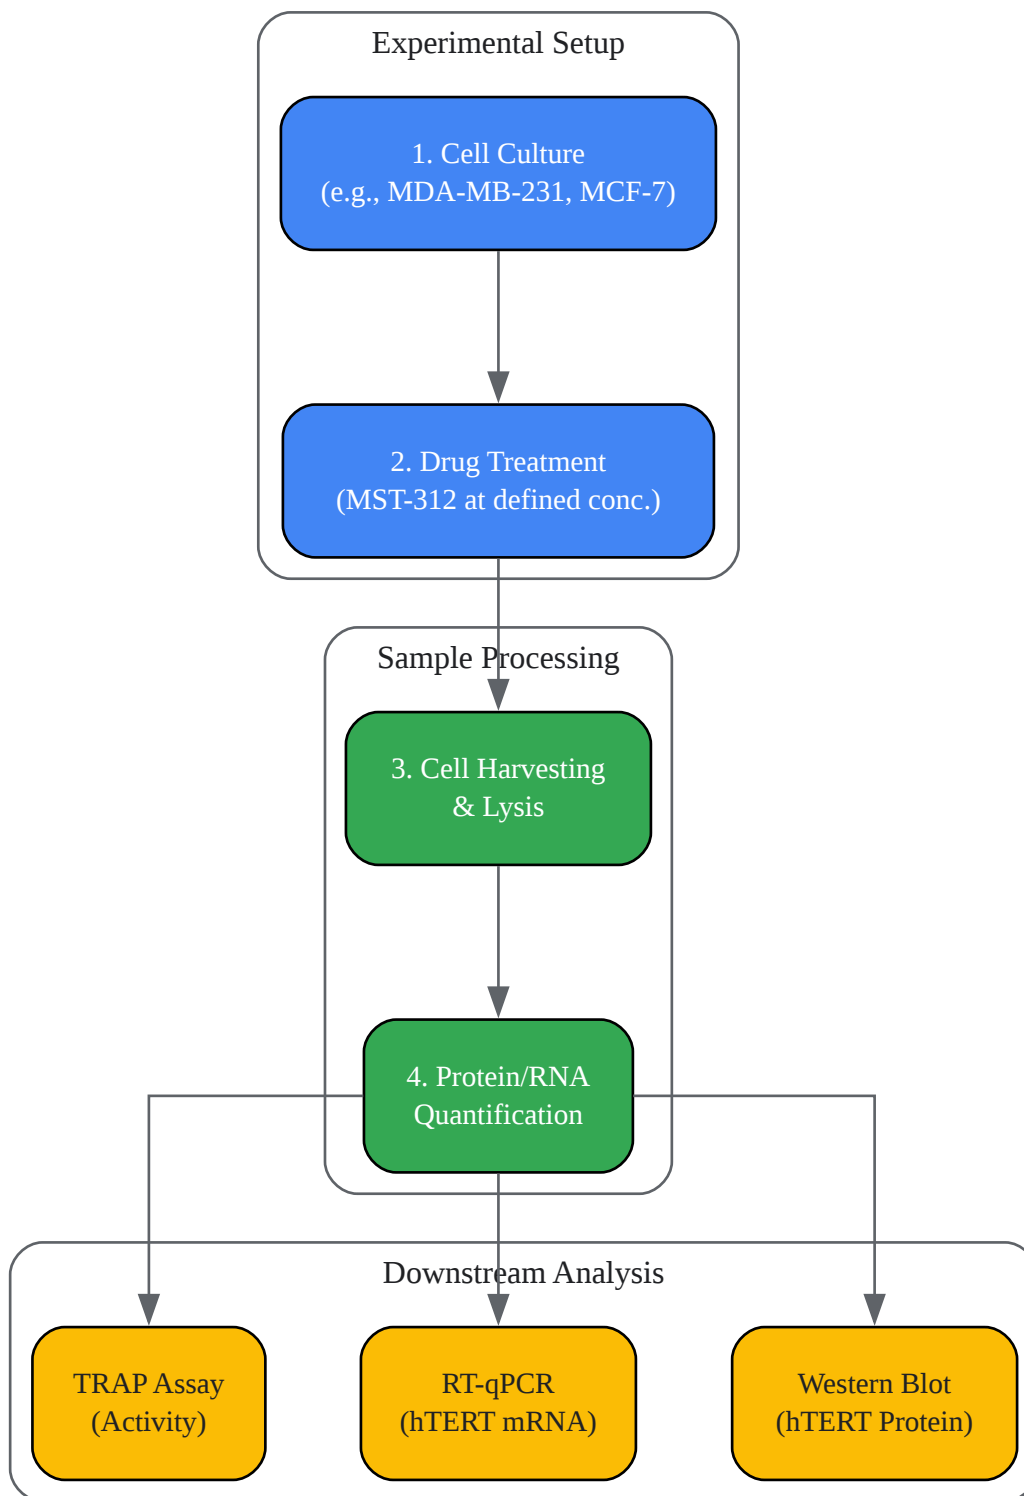 Experimental Setup
1. Cell Culture
(e.g., MDA-MB-231, MCF-7)
2. Drug Treatment
(MST-312 at defined conc.)
Sample Processing
3. Cell Harvesting
& Lysis
4. Protein/RNA
Quantification
Downstream Analysis
TRAP Assay
(Activity)
RT-qPCR
(hTERT mRNA)
Western Blot
(hTERT Protein)